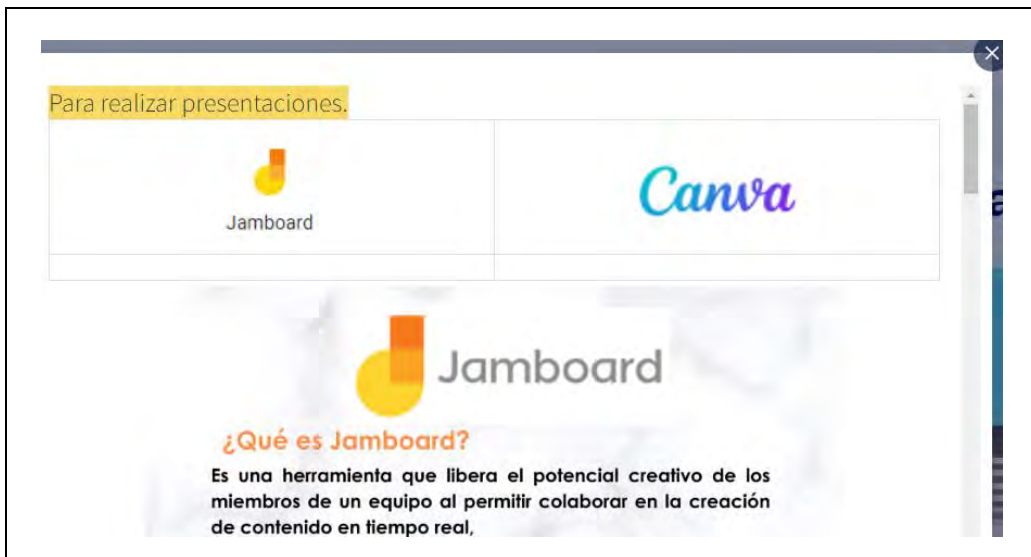 Para realizar presentaciones.
Jamboard
Canva
Jamboard
¿Qué es Jamboard?
Es una herramienta que libera el potencial creativo de los
miembros de un equipo al permitir colaborar en la creación
de contenido en tiempo real,